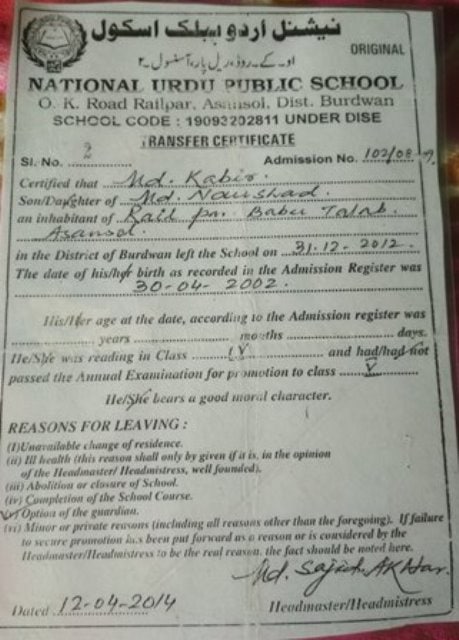 نیشنل اردو پبلک اسکول
او۔ کے۔ روڈ، ریل پار، آسنسول۔۲
ORIGINAL
NATIONAL URDU PUBLIC SCHOOL
O. K. Road Railpar, Asansol, Dist. Burdwan
SCHOOL CODE : 19093202811 UNDER DISE
TRANSFER CERTIFICATE
Sl. No. 2 Admission No. 102/08-9.
Certified that Md. Kabir.
Son/Daughter of Md. Naushad.
an inhabitant of Rail par Babu Talab.
Asansol.
in the District of Burdwan left the School on 31-12-2012.
The date of his/her birth as recorded in the Admission Register was
30-04-2002.
His/Her age at the date, according to the Admission register was
years months days.
He/She was reading in Class IV and had/had not
passed the Annual Examination for promotion to class V
He/She bears a good moral character.
REASONS FOR LEAVING :
(I)Unavailable change of residence.
(ii) Ill health (this reason shall only by given if it is, in the opinion
of the Headmaster/ Headmistress, well founded).
(iii) Abolition or closure of School.
(iv) Completion of the School Course.
(v) Option of the guardian.
(vi) Minor or private reasons (including all reasons other than the foregoing). If failure
to secure promotion has been put forward as a reason or is considered by the
Headmaster/Headmistress to be the real reason, the fact should be noted here.
Md. Sajid Akhtar.
Dated 12-04-2014 Headmaster/Headmistress